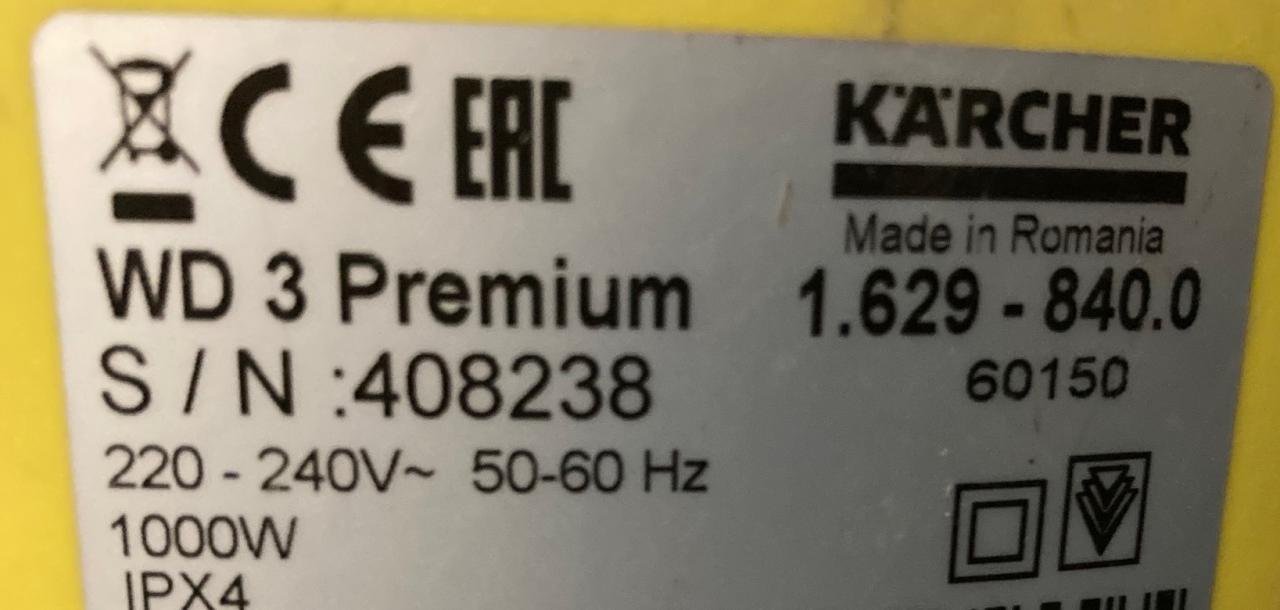 CE EAC
KÄRCHER
Made in Romania
WD 3 Premium
1.629 - 840.0
S / N :408238
60150
220 - 240V~ 50-60 Hz
1000W
IPX4